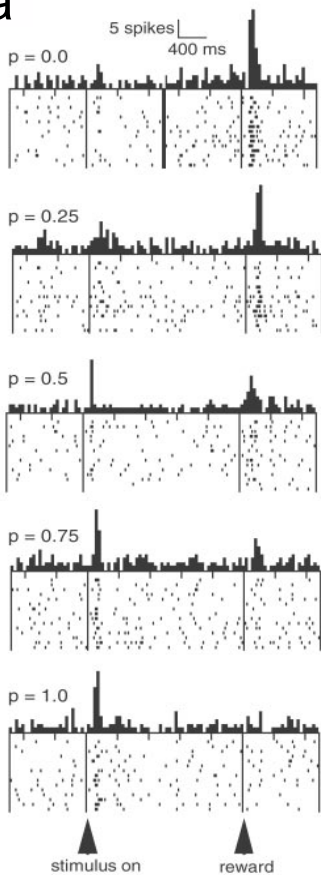 a
5 spikes
400 ms
p = 0.0
p = 0.25
p = 0.5
p = 0.75
p = 1.0
stimulus on reward